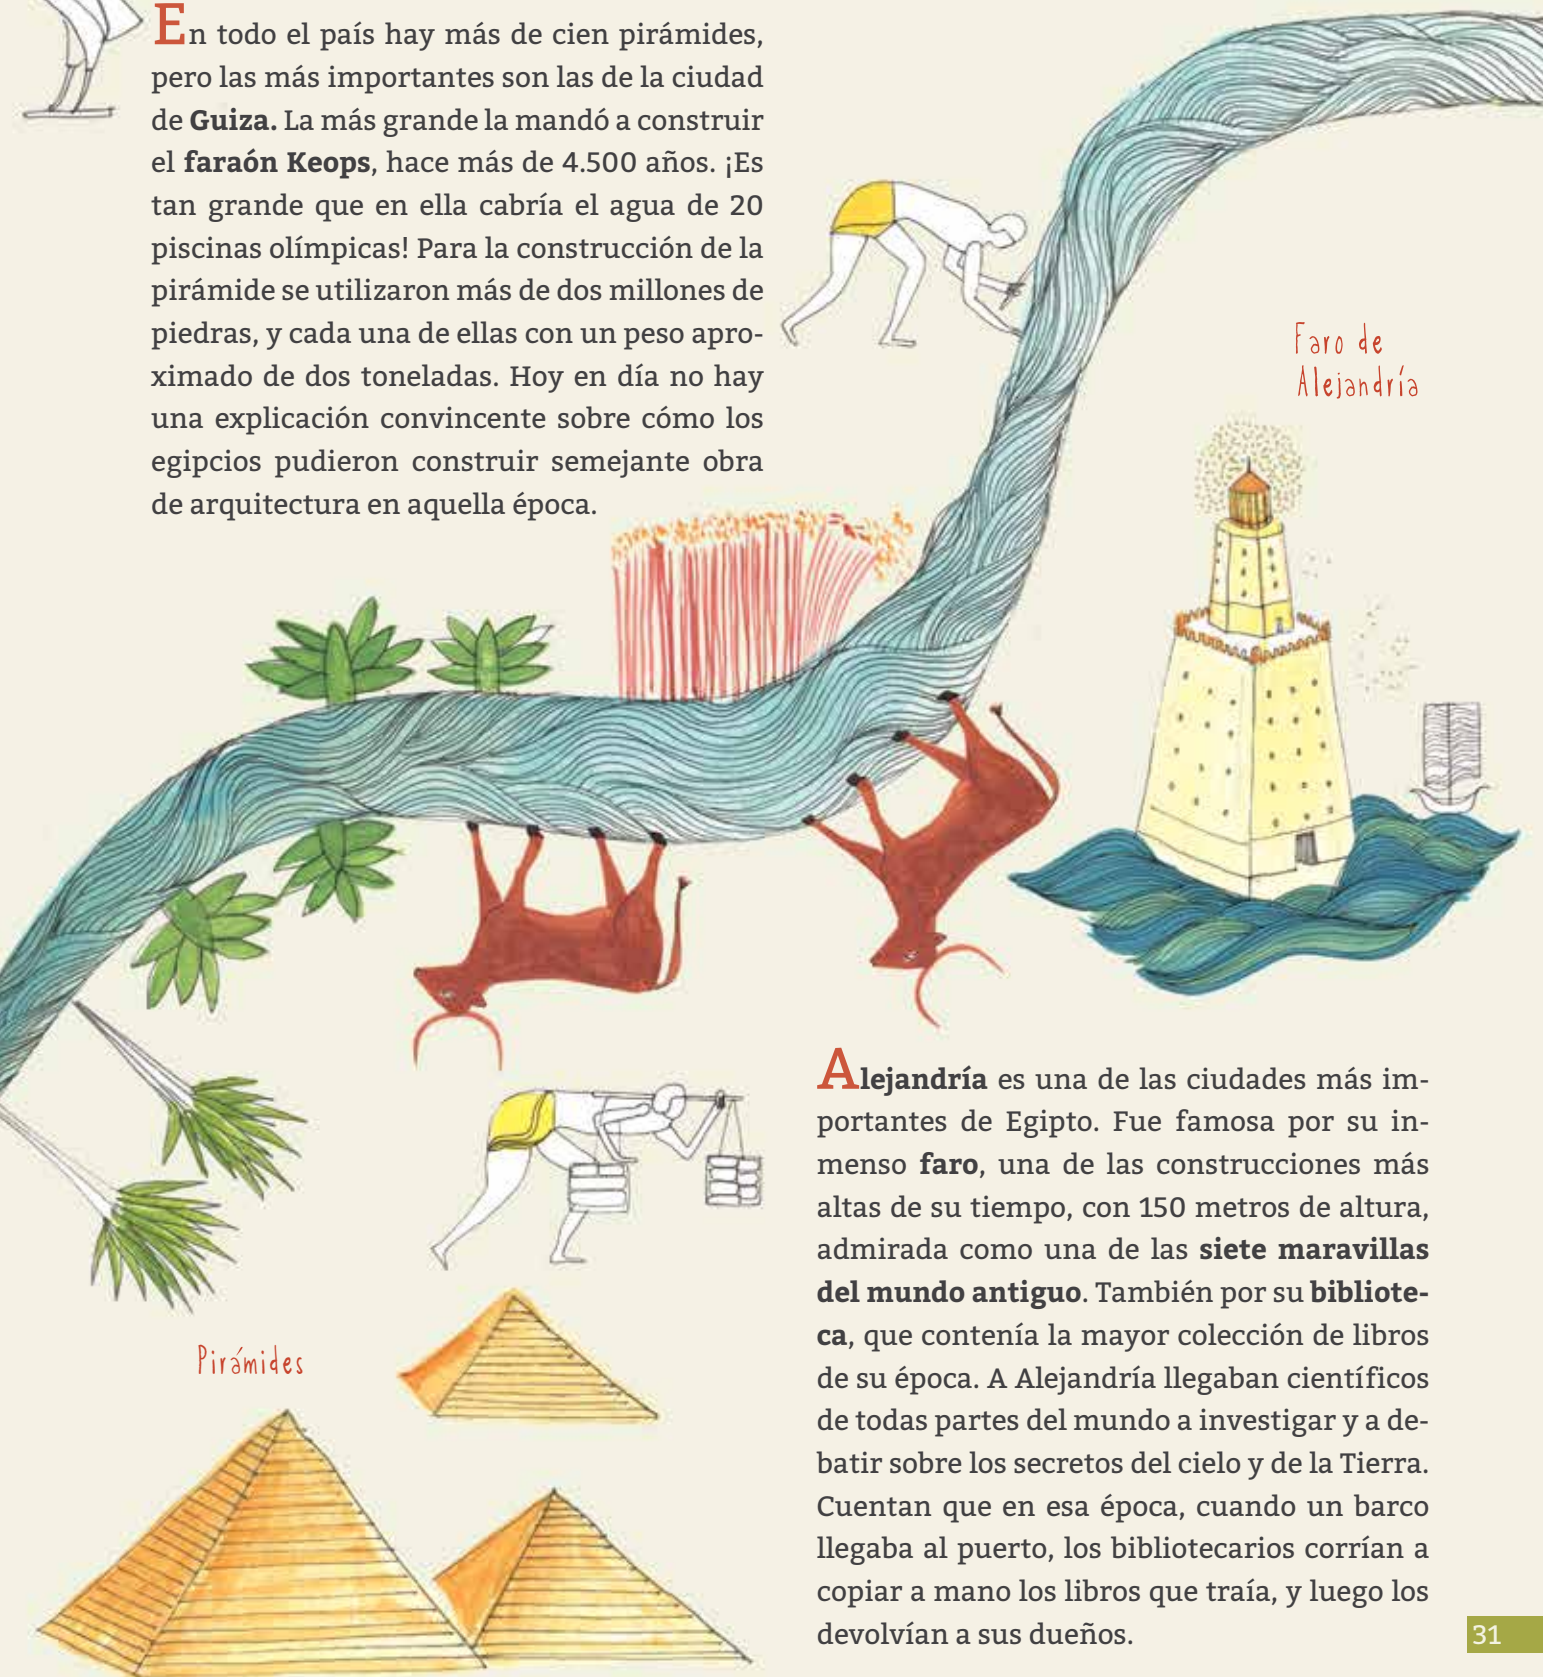 En todo el país hay más de cien pirámides,
pero las más importantes son las de la ciudad
de Guiza. La más grande la mandó a construir
el faraón Keops, hace más de 4.500 años. ¡Es
tan grande que en ella cabría el agua de 20
piscinas olímpicas! Para la construcción de la
pirámide se utilizaron más de dos millones de
piedras, y cada una de ellas con un peso apro-
ximado de dos toneladas. Hoy en día no hay
una explicación convincente sobre cómo los
egipcios pudieron construir semejante obra
de arquitectura en aquella época.
Faro de
Alejandría
Pirámides
Alejandría es una de las ciudades más im-
portantes de Egipto. Fue famosa por su in-
menso faro, una de las construcciones más
altas de su tiempo, con 150 metros de altura,
admirada como una de las siete maravillas
del mundo antiguo. También por su bibliote-
ca, que contenía la mayor colección de libros
de su época. A Alejandría llegaban científicos
de todas partes del mundo a investigar y a de-
batir sobre los secretos del cielo y de la Tierra.
Cuentan que en esa época, cuando un barco
llegaba al puerto, los bibliotecarios corrían a
copiar a mano los libros que traía, y luego los
devolvían a sus dueños.
31